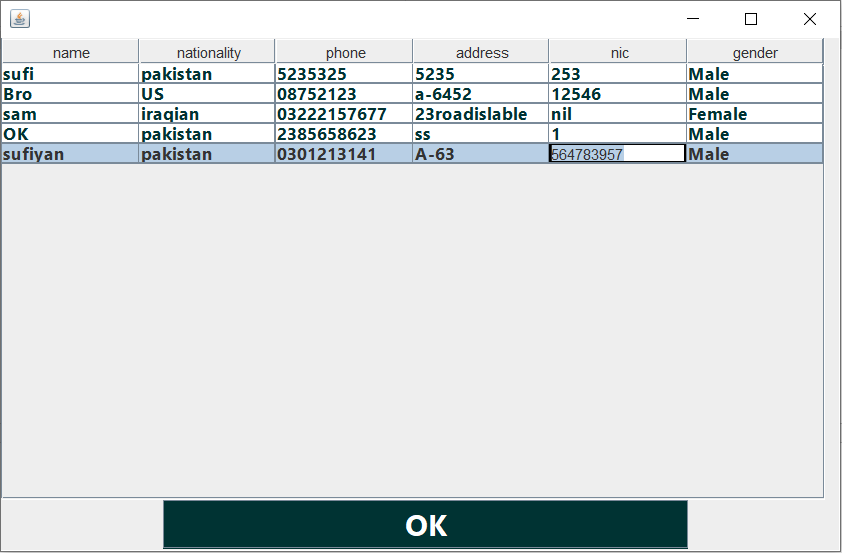 name nationality phone address nic gender
sufi pakistan 5235325 5235 253 Male
Bro US 08752123 a-6452 12546 Male
sam iraqian 03222157677 23roadislable nil Female
OK pakistan 2385658623 ss 1 Male
sufiyan pakistan 0301213141 A-63 564783957 Male
OK